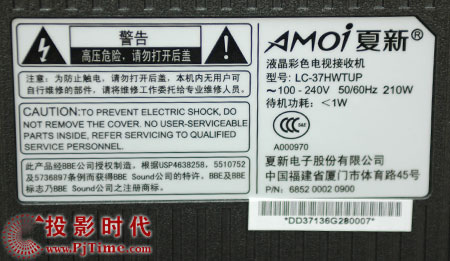 警告
高压危险，请勿打开后盖
为防止触电，请勿打开后盖，本机无用户可自
行维修的部件，请将维修工作委托给专业人员。
CAUTION:TO PREVENT ELECTRIC SHOCK, DO
NOT REMOVE THE COVER. NO USER-SERVICEABLE
PARTS INSIDE, REFER SERVICING TO QUALIFIED
SERVICE PERSONNEL.
此产品经BBE公司授权制造，根据USP4638258、5510752
及5736897条例而获得BBE Sound公司的特许，BBE及BBE
标志乃BBE Sound公司之注册商标。
AMOi夏新®
液晶彩色电视接收机
型号：LC-37HWTUP
～100-240V 50/60Hz 210W
待机功耗：<1W
CCC
A000970
夏新电子股份有限公司
中国福建省厦门市体育路45号
P/N: 6852 0002 0900
*DD37136G280007*
投影时代
www.PjTime.com